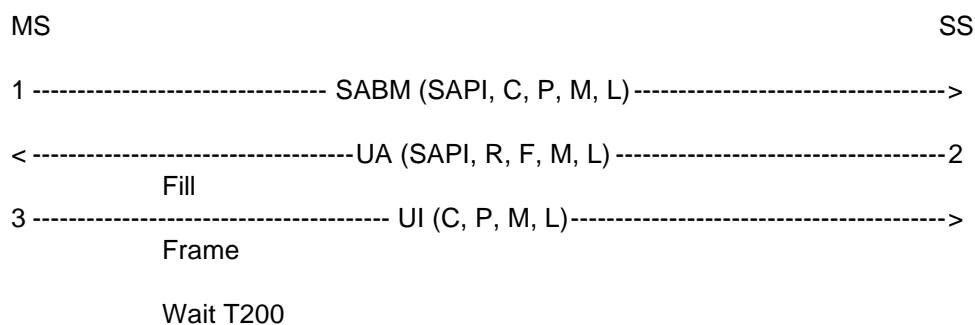 MS SS
1 --------------------------------- SABM (SAPI, C, P, M, L)----------------------------------->
< ------------------------------------UA (SAPI, R, F, M, L) -------------------------------------2
Fill
3 ---------------------------------------- UI (C, P, M, L)------------------------------------------>
Frame
Wait T200